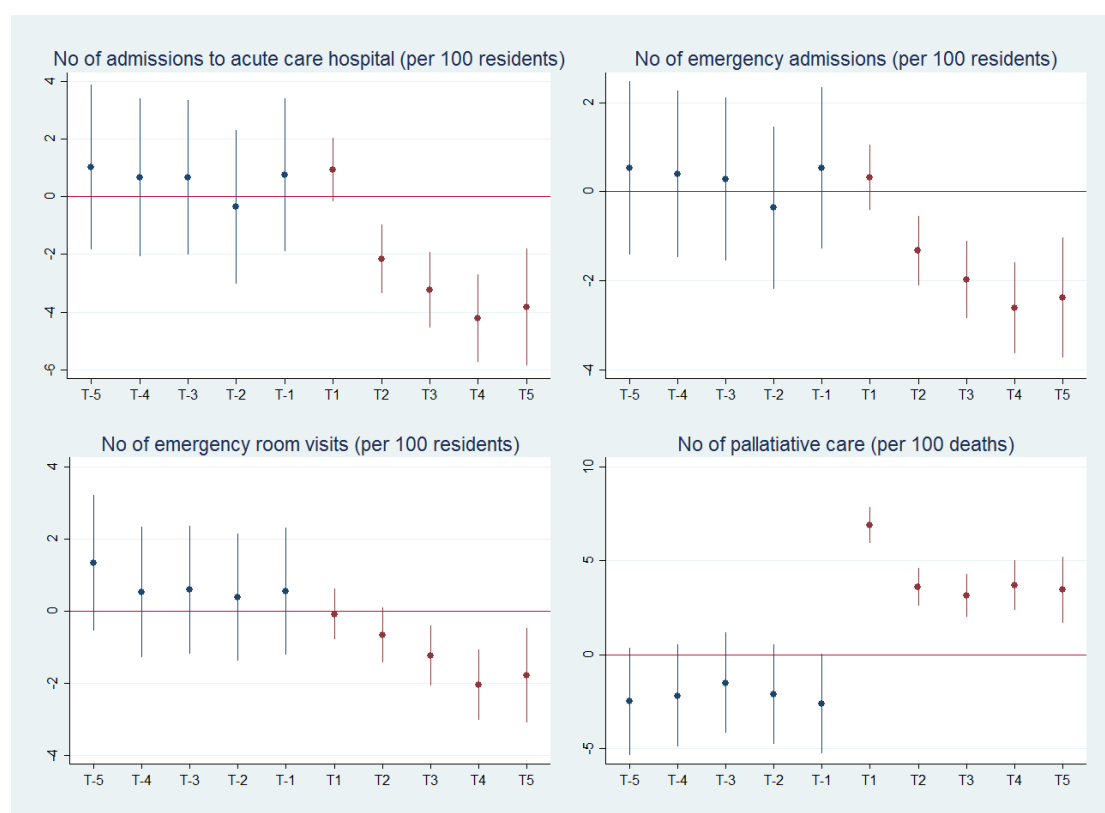 No of admissions to acute care hospital (per 100 residents)
4
2
0
-2
-4
-6
T-5 T-4 T-3 T-2 T-1 T1 T2 T3 T4 T5
No of emergency admissions (per 100 residents)
2
0
-2
-4
T-5 T-4 T-3 T-2 T-1 T1 T2 T3 T4 T5
No of emergency room visits (per 100 residents)
4
2
0
-2
-4
T-5 T-4 T-3 T-2 T-1 T1 T2 T3 T4 T5
No of pallatiative care (per 100 deaths)
10
5
0
-5
T-5 T-4 T-3 T-2 T-1 T1 T2 T3 T4 T5